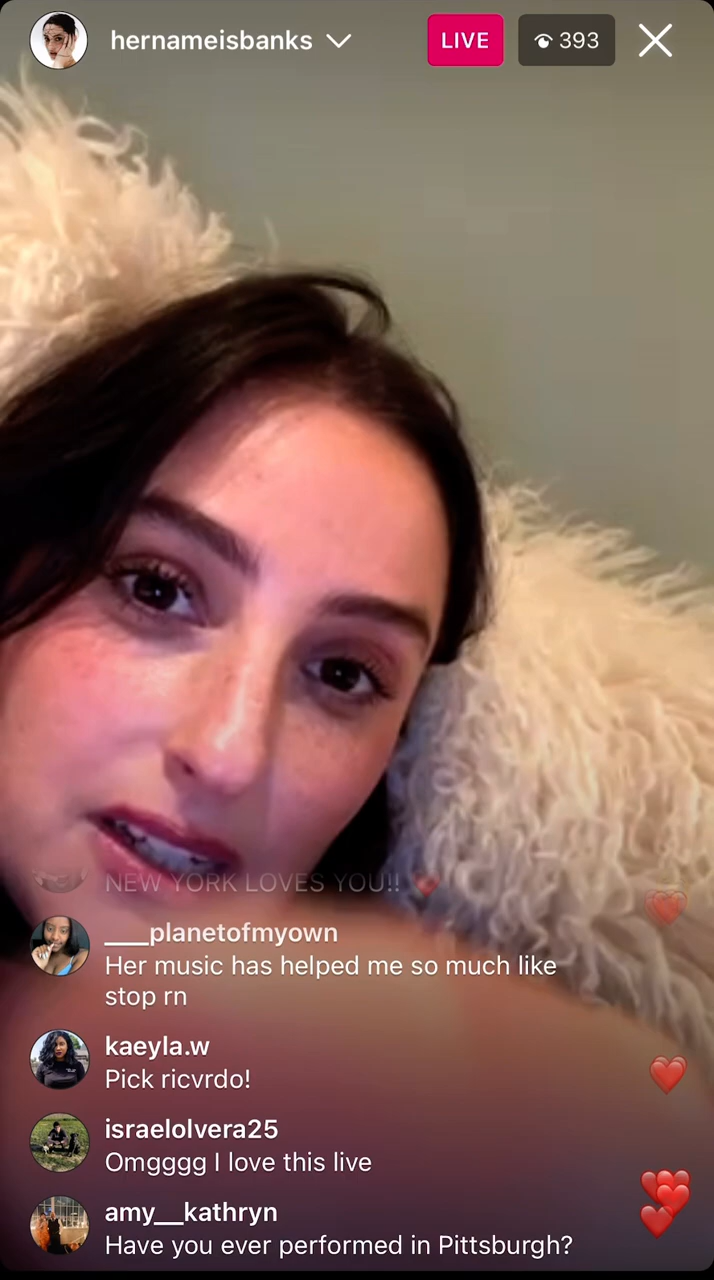 hernameisbanks
LIVE
393
NEW YORK LOVES YOU!! ❤️
___planetofmyown
Her music has helped me so much like
stop rn
kaeyla.w
Pick ricvrdo!
israelolvera25
Omgggg I love this live
amy__kathryn
Have you ever performed in Pittsburgh?